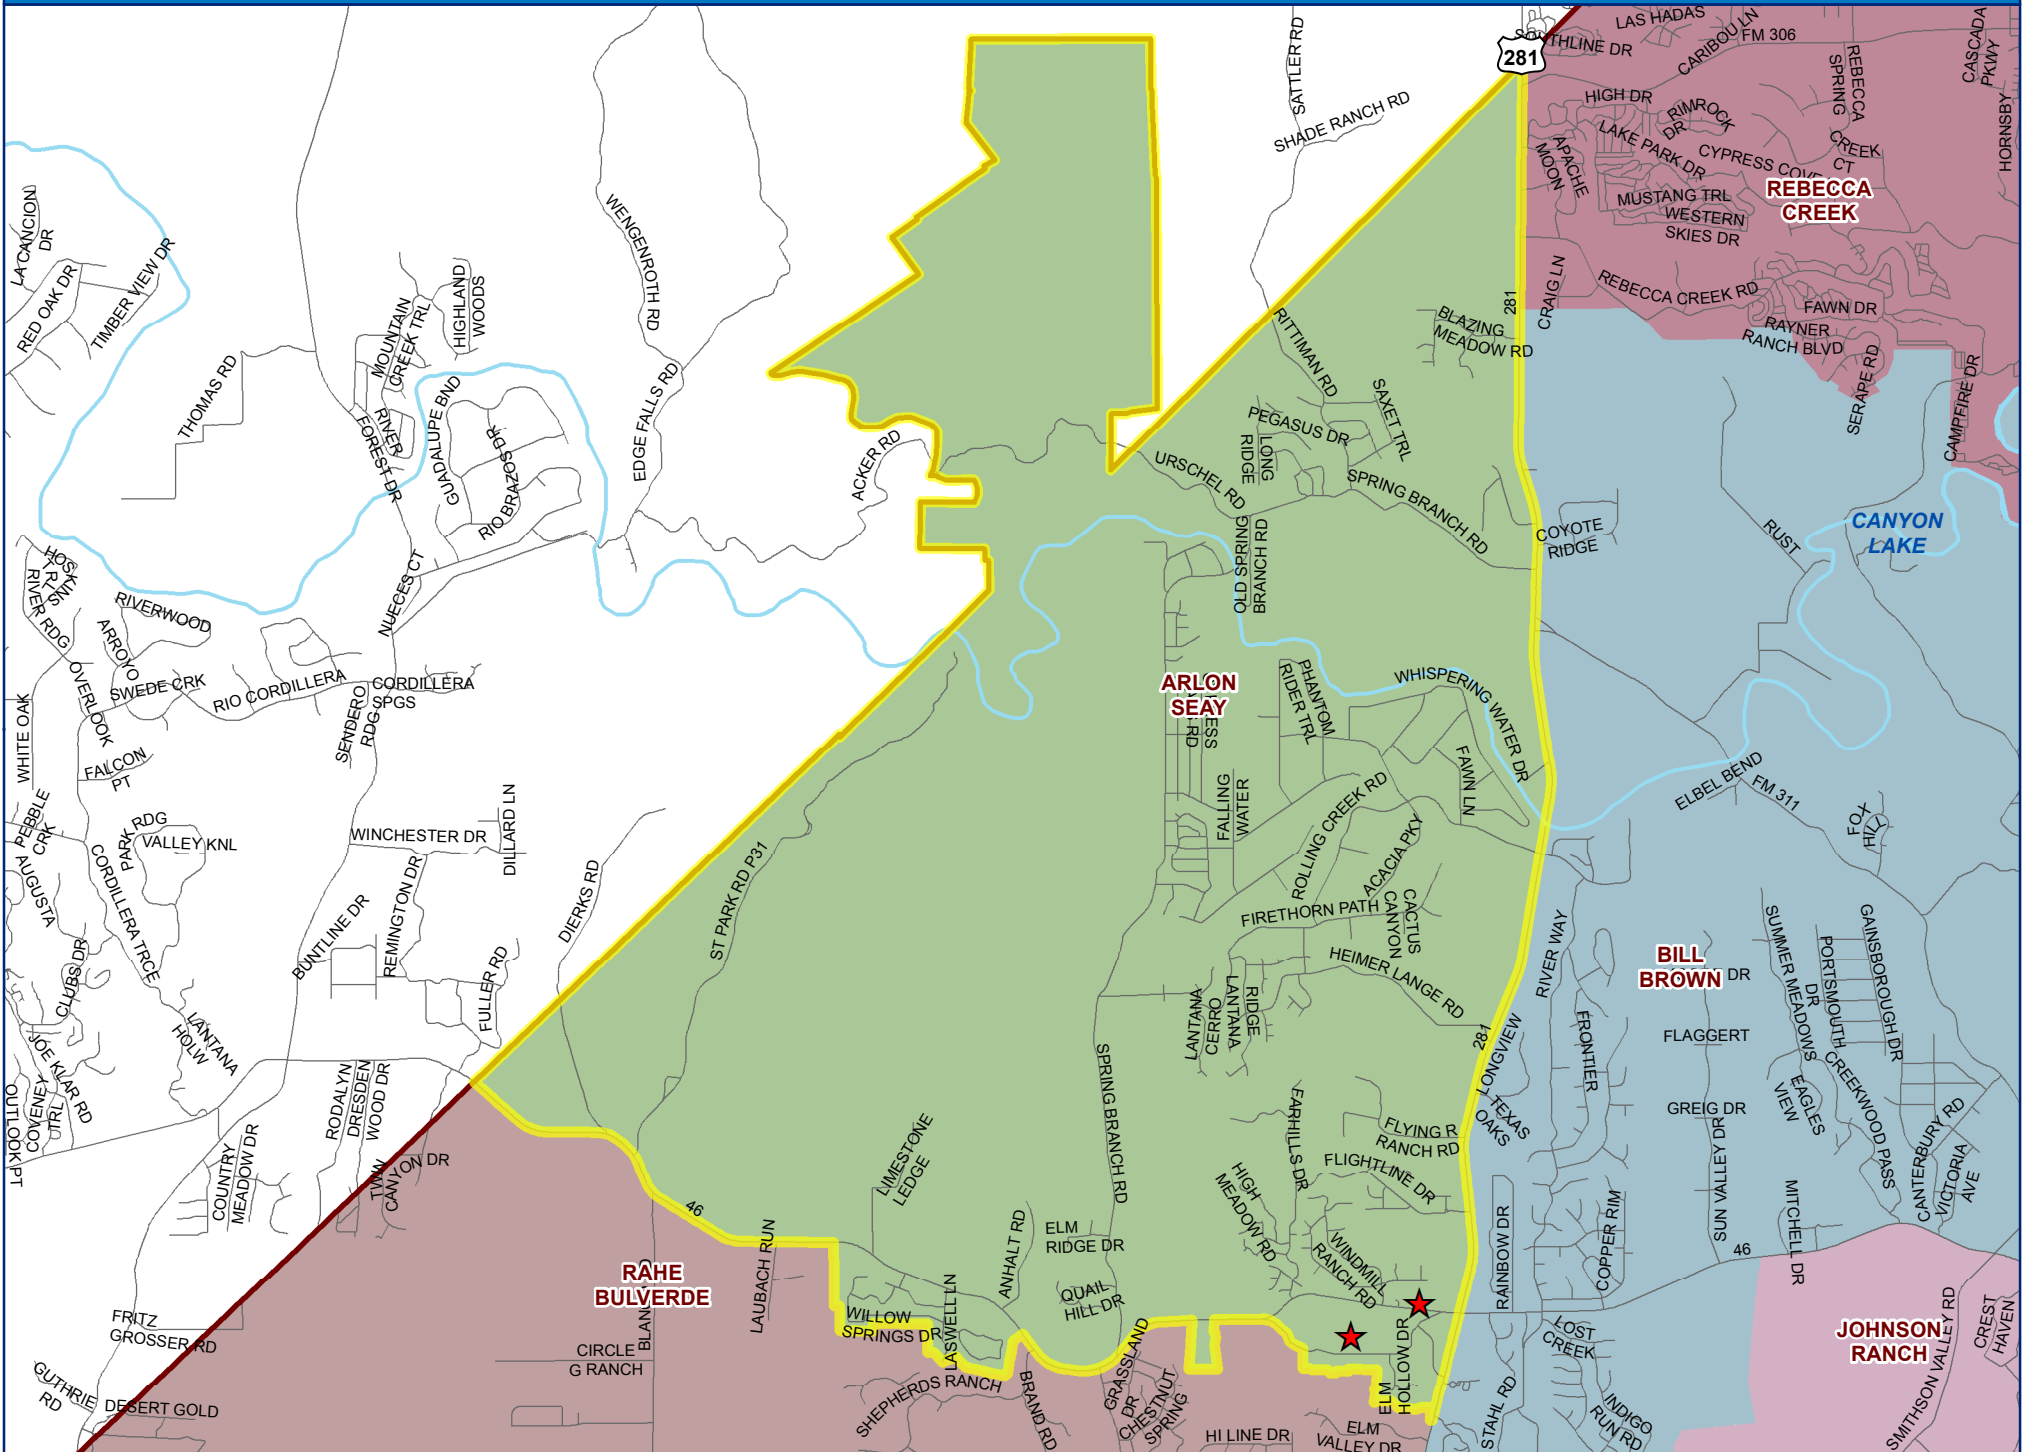 LAS HADAS
SOUTHLINE DR
CARIBOU LN
FM 306
281
CASCADA
PKWY
REBECCA
SPRING
CREEK
CT
HORNSBY
SATTLER RD
SHADE RANCH RD
HIGH DR
RIMROCK
DR
LAKE PARK DR
CYPRESS COVE
APACHE
MOON
MUSTANG TRL
WESTERN
SKIES DR
REBECCA
CREEK
LA CANCION
DR
RED OAK DR
TIMBER VIEW DR
WENGENROTH RD
HIGHLAND
WOODS
MOUNTAIN
CREEK TRL
THOMAS RD
GUADALUPE BND
RIVER
FOREST DR
RIO BRAZOS DR
EDGE FALLS RD
ACKER RD
RITTIMAN RD
BLAZING
MEADOW RD
281
CRAIG LN
REBECCA CREEK RD
FAWN DR
RAYNER
RANCH BLVD
SERAPE RD
CAMPFIRE DR
SAXET TRL
PEGASUS DR
LONG
RIDGE
URSCHEL RD
SPRING BRANCH RD
OLD SPRING
BRANCH RD
COYOTE
RIDGE
RUST
CANYON
LAKE
NUECES CT
RIVER RDG
RIVERWOOD
ARROYO
OVERLOOK
SWEDE CRK
RIO CORDILLERA
CORDILLERA
SPGS
SENDERO
RDG
WHITE OAK
FALCON
PT
ARLON
SEAY
PHANTOM
RIDER TRL
WHISPERING WATER DR
FAWN LN
FALLING
WATER
ROLLING CREEK RD
ACACIA PKY
ELBEL BEND
FM 311
FOX
HILL
PEBBLE
CRK
PARK RDG
VALLEY KNL
AUGUSTA
CORDILLERA TRCE
WINCHESTER DR
DILLARD LN
BUNTLINE DR
REMINGTON DR
DIERKS RD
FULLER RD
ST PARK RD P31
FIRETHORN PATH
CACTUS
CANYON
HEIMER LANGE RD
LANTANA
CERRO
LANTANA
RIDGE
RIVER WAY
FRONTIER
BILL
BROWN
DR
SUMMER MEADOWS
DR
PORTSMOUTH
GAINSBOROUGH DR
FLAGGERT
CLUBS DR
LANTANA
HOLW
JOE KLAR RD
COVENEY
TRL
OUTLOOK PT
RODALYN
DRESDEN
WOOD DR
TWIN
CANYON DR
COUNTRY
MEADOW DR
281
LONGVIEW
TEXAS
OAKS
SPRING BRANCH RD
FARHILLS DR
FLYING R
RANCH RD
FLIGHTLINE DR
HIGH
MEADOW RD
GREIG DR
EAGLES
VIEW
CREEKWOOD PASS
CANTERBURY RD
VICTORIA
AVE
SUN VALLEY DR
MITCHELL DR
LIMESTONE
LEDGE
46
LAUBACH RUN
ANHALT RD
ELM
RIDGE DR
QUAIL
HILL DR
WINDMILL
RANCH RD
RAINBOW DR
COPPER RIM
46
RAHE
BULVERDE
WILLOW
SPRINGS DR
LASWELL LN
FRITZ
GROSSER RD
CIRCLE
G RANCH
GUTHRIE
RD
DESERT GOLD
SHEPHERDS RANCH
BRAND RD
GRASSLAND
DR
CHESTNUT
SPRING
HI LINE DR
ELM
VALLEY DR
ELM
HOLLOW DR
STAHL RD
LOST
CREEK
INDIGO
RUN RD
JOHNSON
RANCH
SMITHSON VALLEY RD
CREST
HAVEN